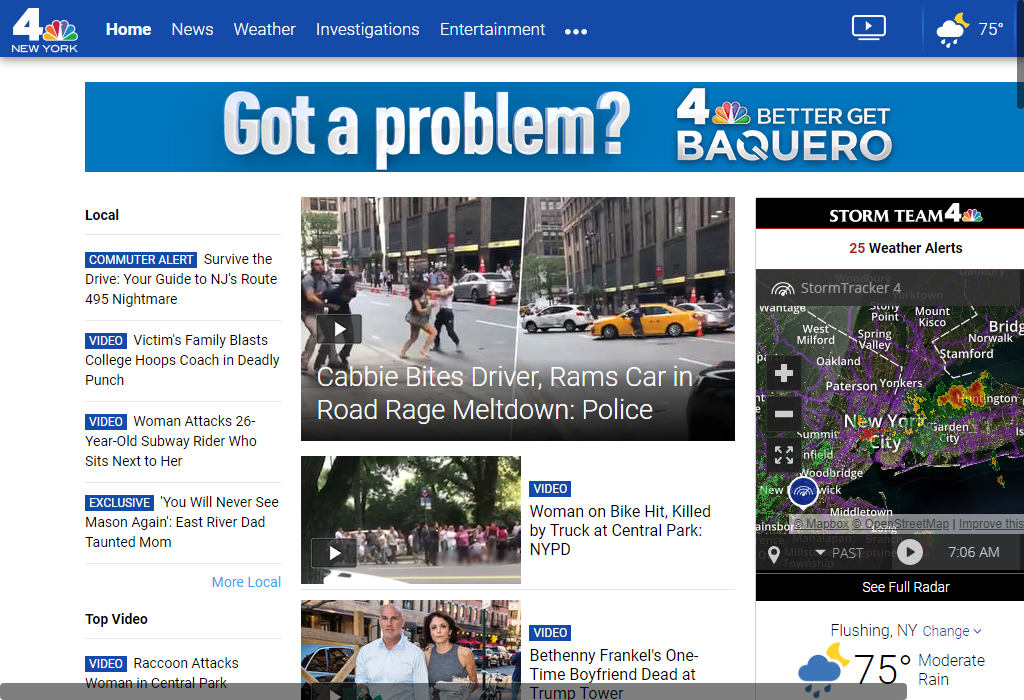 4
NEW YORK
Home News Weather Investigations Entertainment •••
75°
Got a problem?
4 BETTER GET
BAQUERO
Local
COMMUTER ALERT Survive the
Drive: Your Guide to NJ's Route
495 Nightmare
VIDEO Victim's Family Blasts
College Hoops Coach in Deadly
Punch
VIDEO Woman Attacks 26-
Year-Old Subway Rider Who
Sits Next to Her
EXCLUSIVE 'You Will Never See
Mason Again': East River Dad
Taunted Mom
More Local
Top Video
VIDEO Raccoon Attacks
Woman in Central Park
Cabbie Bites Driver, Rams Car in
Road Rage Meltdown: Police
VIDEO
Woman on Bike Hit, Killed
by Truck at Central Park:
NYPD
VIDEO
Bethenny Frankel's One-
Time Boyfriend Dead at
Trump Tower
STORM TEAM 4
25 Weather Alerts
StormTracker 4
Danbury
Yorktown
Wantage
Stony
Point
Mount
Kisco
West
Milford
Spring
Valley
Bridg
Norwalk
Stamford
Oakland
Paterson
Yonkers
Huntington
New York
City
Garden
City
Is
Summit
nfield
Woodbridge
New
wick
Middletown
ainsbo
© Mapbox © OpenStreetMap | Improve this
Manalapan
Township
PAST
7:06 AM
See Full Radar
Flushing, NY Change
75° Moderate
Rain